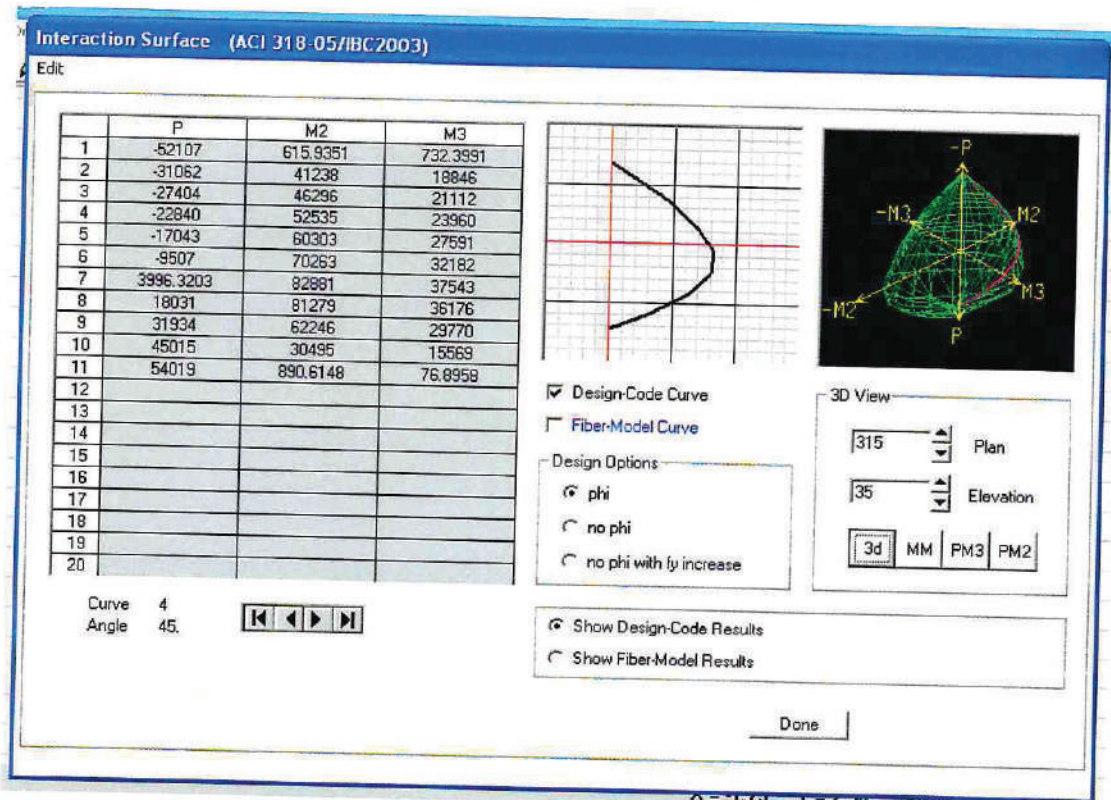 Interaction Surface (ACI 318-05/IBC2003)
Edit
P M2 M3
1 -52107 615.9351 732.3991
2 -31062 41238 18846
3 -27404 46296 21112
4 -22840 52535 23960
5 -17043 60303 27591
6 -9507 70263 32182
7 3996.3203 82881 37543
8 18031 81279 36176
9 31934 62246 29770
10 45015 30495 15569
11 54019 890.6148 76.8958
12
13
14
15
16
17
18
19
20
Curve 4
Angle 45.
-P
-M3 M2
-M2 M3
P
Design-Code Curve
Fiber-Model Curve
Design Options
phi
no phi
no phi with fy increase
3D View
315 Plan
35 Elevation
3d MM PM3 PM2
Show Design-Code Results
Show Fiber-Model Results
Done